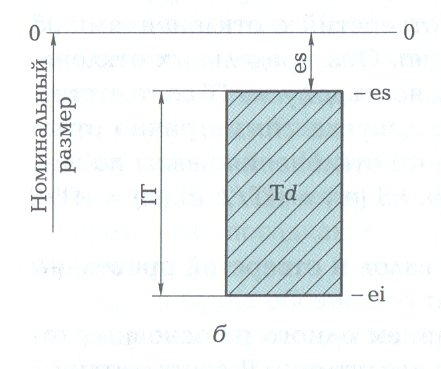 0
0
es
Номинальный
размер
IT
Td
– es
– ei
б